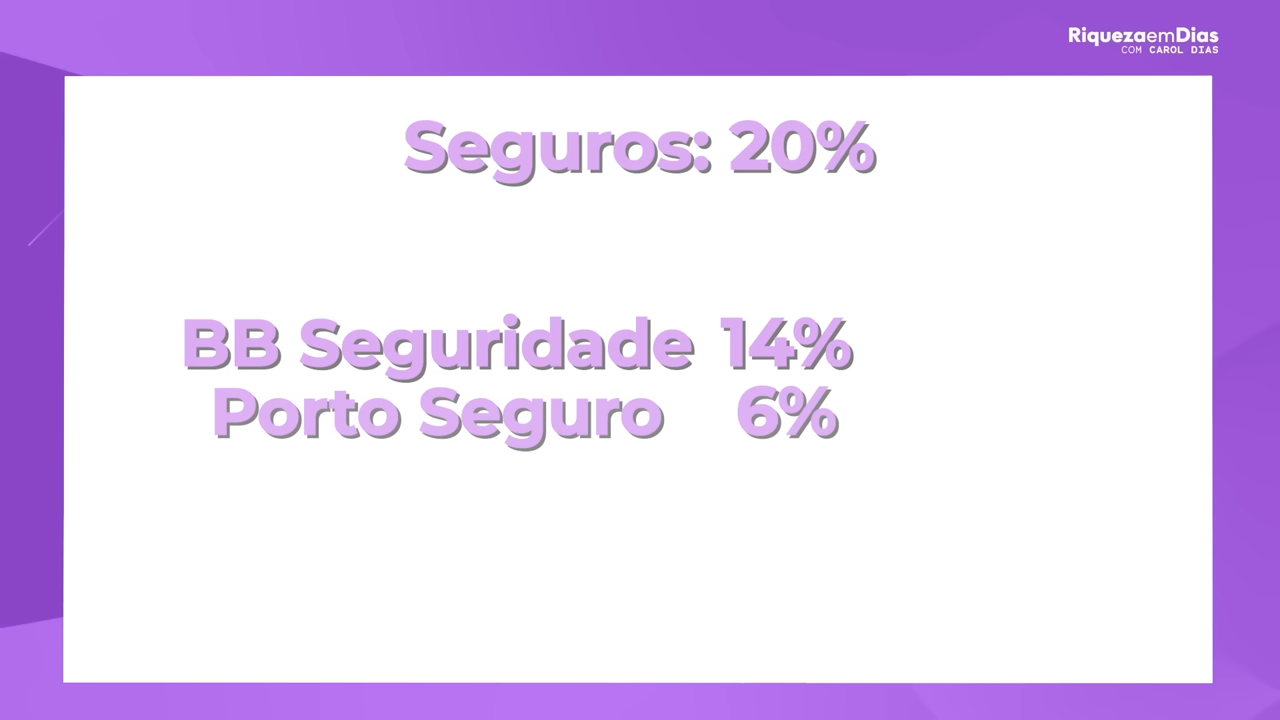 RiquezaemDias
COM CAROL DIAS
Seguros: 20%
BB Seguridade 14%
Porto Seguro 6%